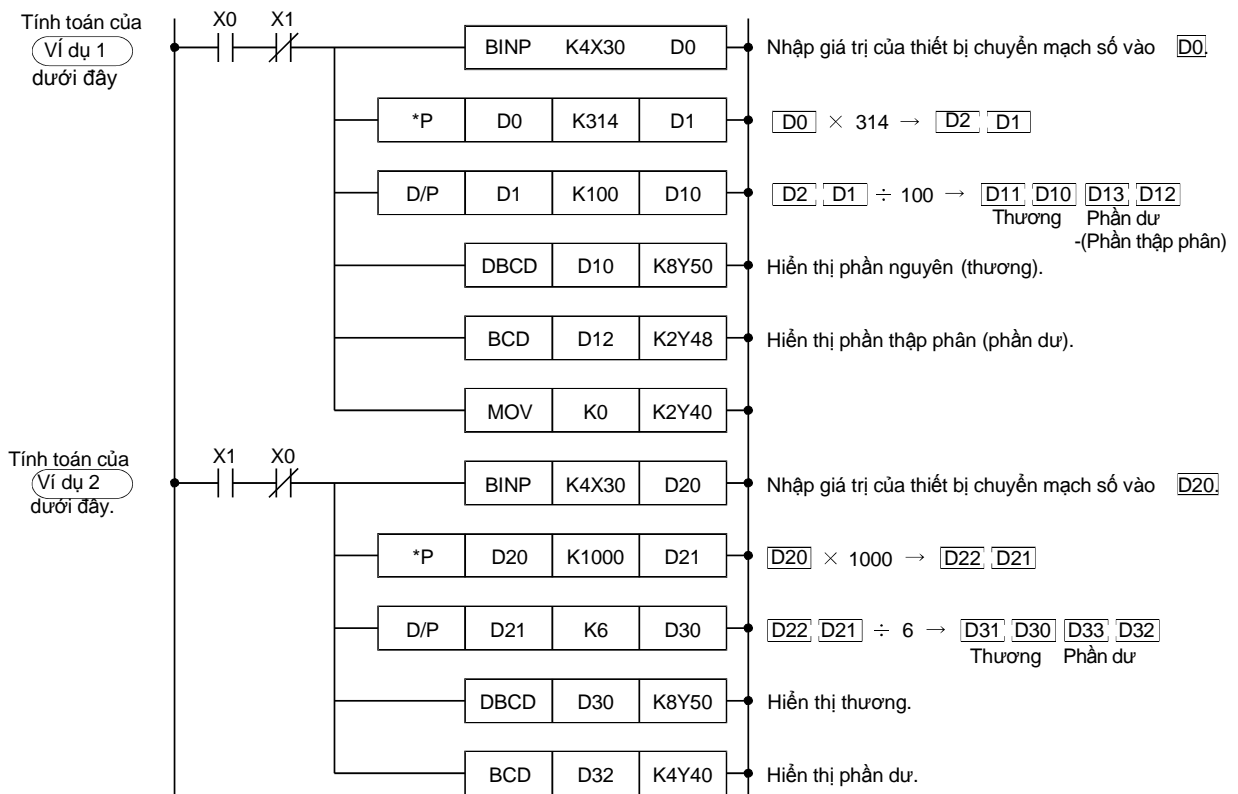 Tính toán của
VÍ dụ 1
dưới đây
X0 X1
BINP K4X30 D0
Nhập giá trị của thiết bị chuyển mạch số vào D0.
*P D0 K314 D1
D0 × 314 → D2 D1
D/P D1 K100 D10
D2 D1 ÷ 100 → D11 D10 D13 D12
Thương Phần dư
-(Phần thập phân)
DBCD D10 K8Y50
Hiển thị phần nguyên (thương).
BCD D12 K2Y48
Hiển thị phần thập phân (phần dư).
MOV K0 K2Y40
Tính toán của
Ví dụ 2
dưới đây.
X1 X0
BINP K4X30 D20
Nhập giá trị của thiết bị chuyển mạch số vào D20.
*P D20 K1000 D21
D20 × 1000 → D22 D21
D/P D21 K6 D30
D22 D21 ÷ 6 → D31 D30 D33 D32
Thương Phần dư
DBCD D30 K8Y50
Hiển thị thương.
BCD D32 K4Y40
Hiển thị phần dư.